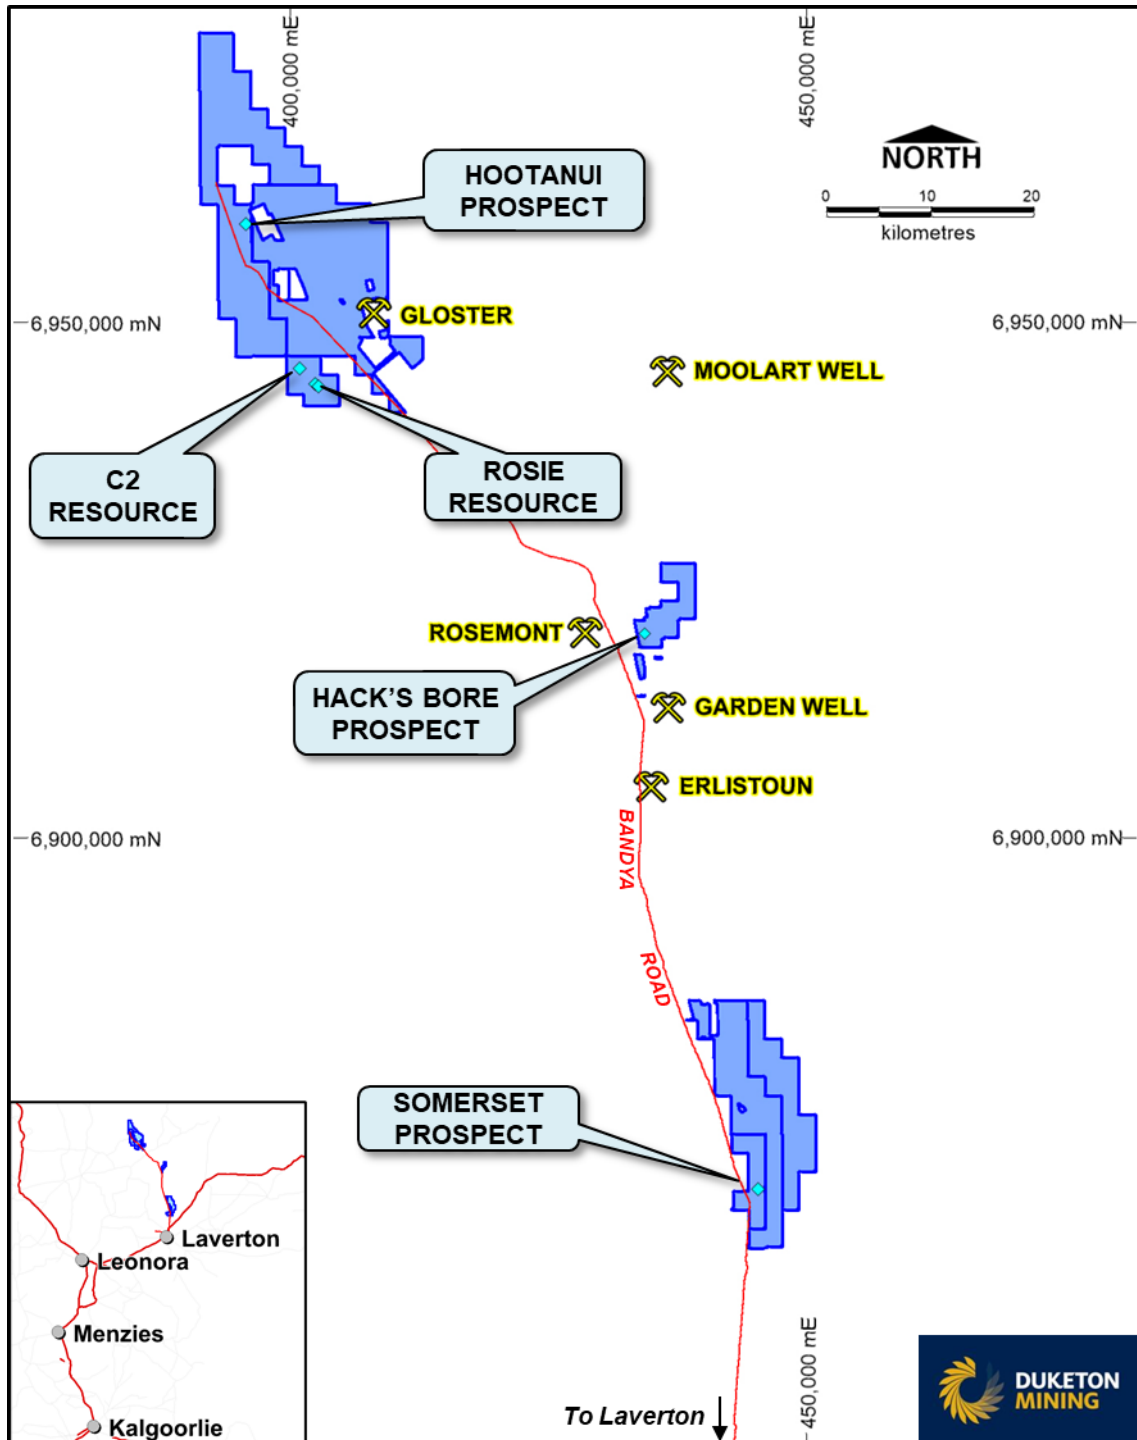 400,000 mE
450,000 mE
NORTH
0 10 20
kilometres
HOOTANUI
PROSPECT
GLOSTER
6,950,000 mN
6,950,000 mN
MOOLART WELL
C2
RESOURCE
ROSIE
RESOURCE
ROSEMONT
HACK'S BORE
PROSPECT
GARDEN WELL
ERLISTOUN
BANDYA
6,900,000 mN
6,900,000 mN
ROAD
SOMERSET
PROSPECT
Laverton
Leonora
Menzies
Kalgoorlie
To Laverton
450,000 mE
DUKETON
MINING